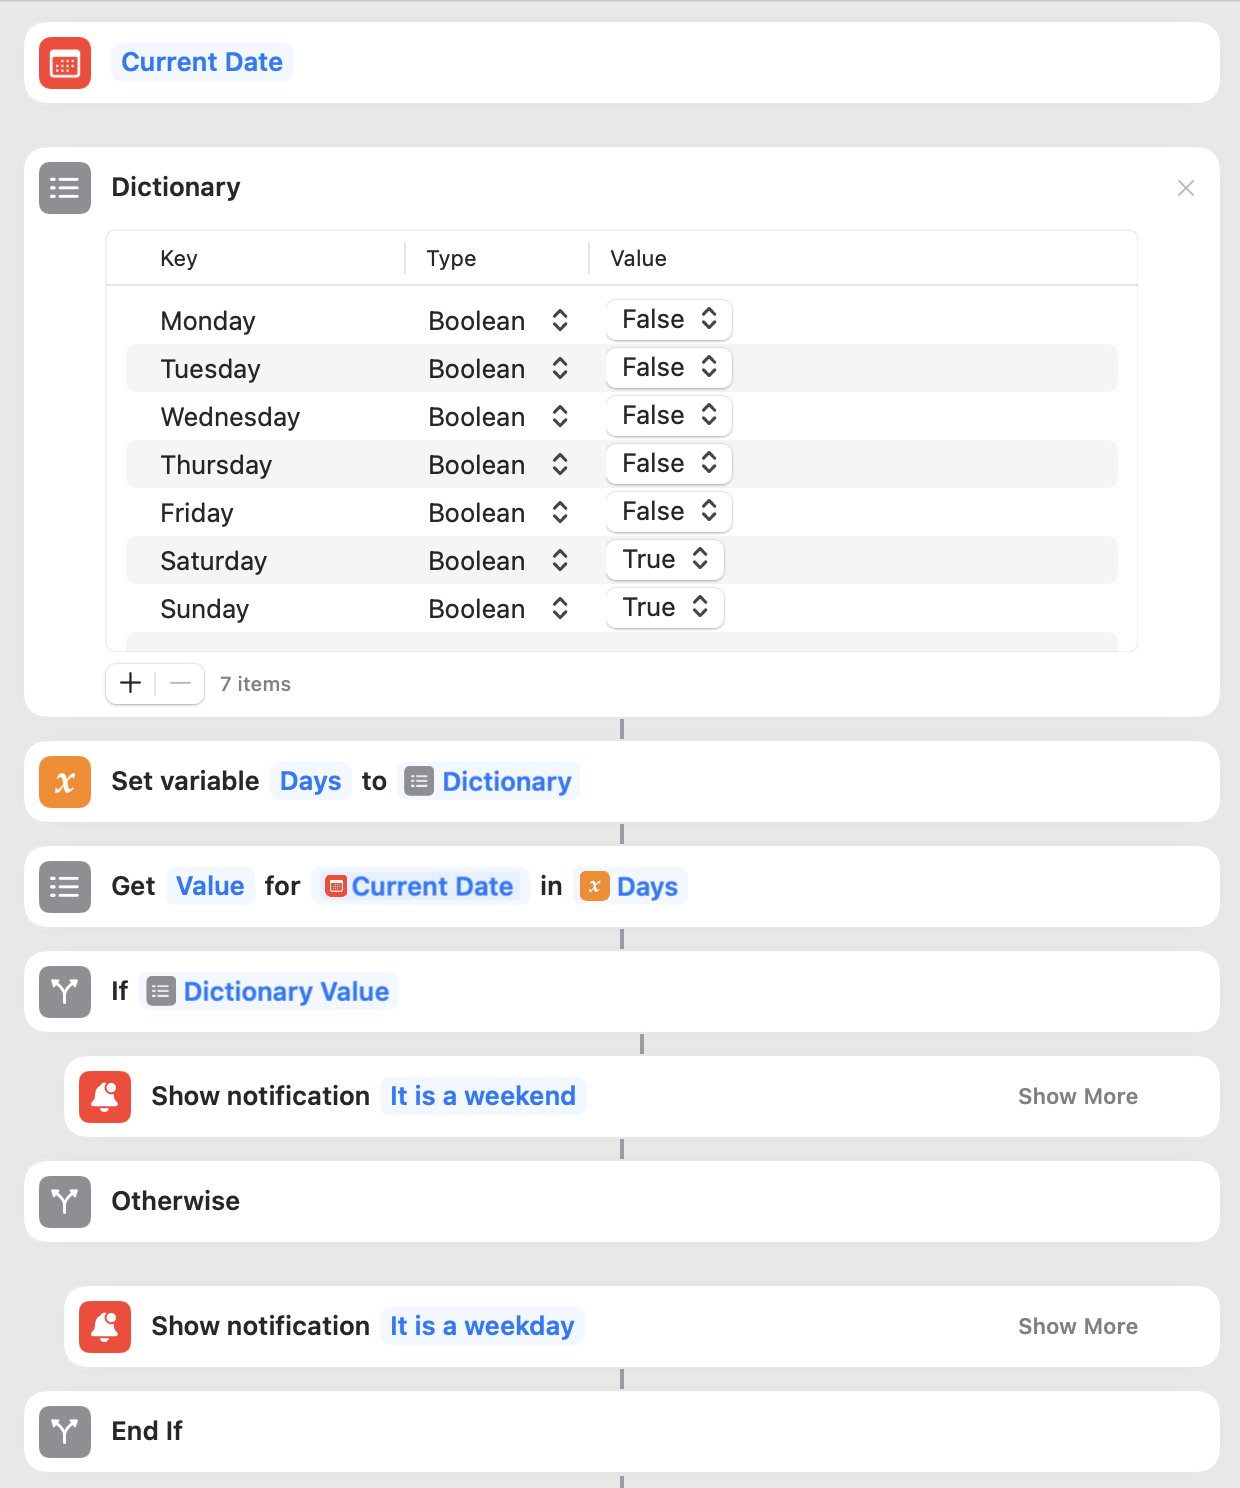 Current Date
Dictionary
Key Type Value
Monday Boolean False
Tuesday Boolean False
Wednesday Boolean False
Thursday Boolean False
Friday Boolean False
Saturday Boolean True
Sunday Boolean True
7 items
Set variable Days to Dictionary
Get Value for Current Date in Days
If Dictionary Value
Show notification It is a weekend Show More
Otherwise
Show notification It is a weekday Show More
End If